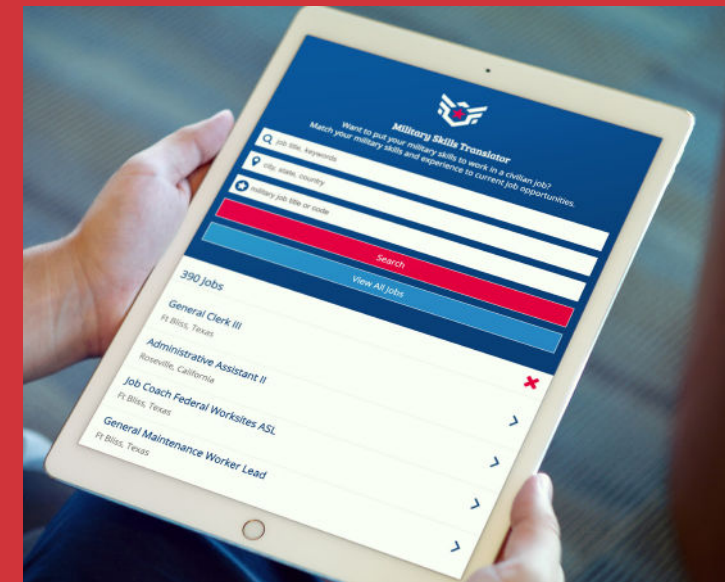 Military Skills Translator
Want to put your military skills to work in a civilian job?
Match your military skills and experience to current job opportunities.
job title, keywords
city, state, country
military job title or code
Search
View All Jobs
390 Jobs
General Clerk III
Ft Bliss, Texas
Administrative Assistant II
Roseville, California
Job Coach Federal Worksites ASL
Ft Bliss, Texas
General Maintenance Worker Lead
Ft Bliss, Texas